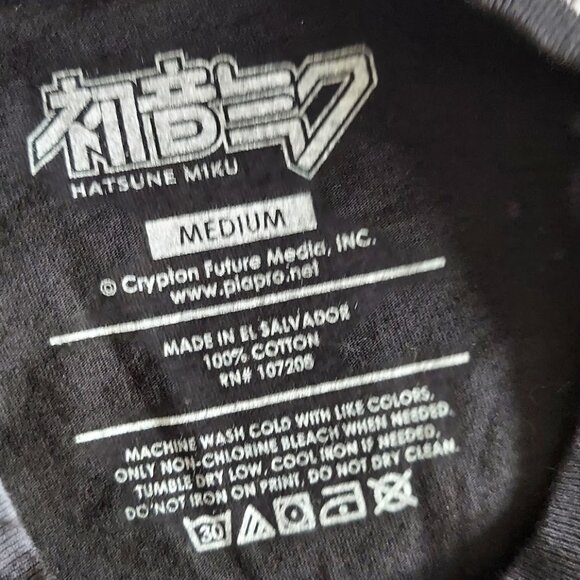 初音ミク
HATSUNE MIKU
MEDIUM
© Crypton Future Media, INC.
www.piapro.net
MADE IN EL SALVADOR
100% COTTON
RN# 107200
MACHINE WASH COLD WITH LIKE COLORS,
ONLY NON-CHLORINE BLEACH WHEN NEEDED.
TUMBLE DRY LOW, COOL IRON IF NEEDED,
DO NOT IRON ON PRINT. DO NOT DRY CLEAN.
30